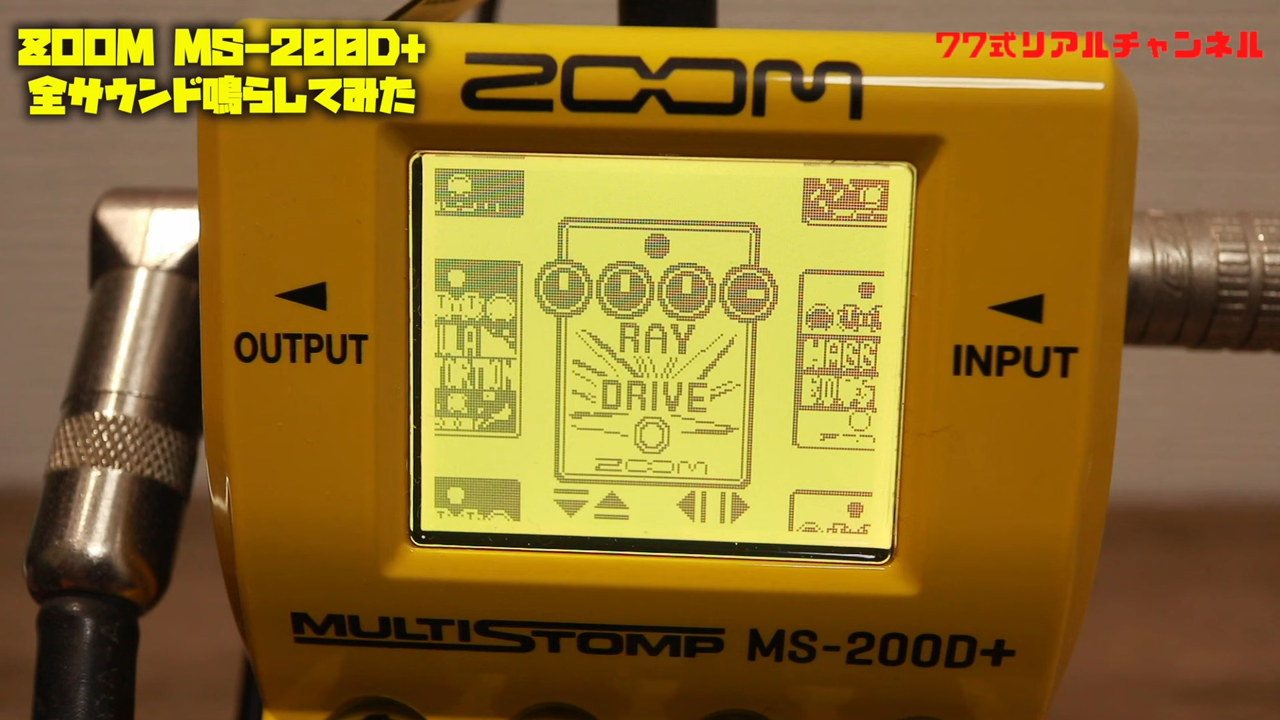 ZOOM MS-200D+
全サウンド鳴らしてみた
77式リアルチャンネル
ZOOM
RAY
DRIVE
ZOOM
OUTPUT
INPUT
MULTISTOMP MS-200D+